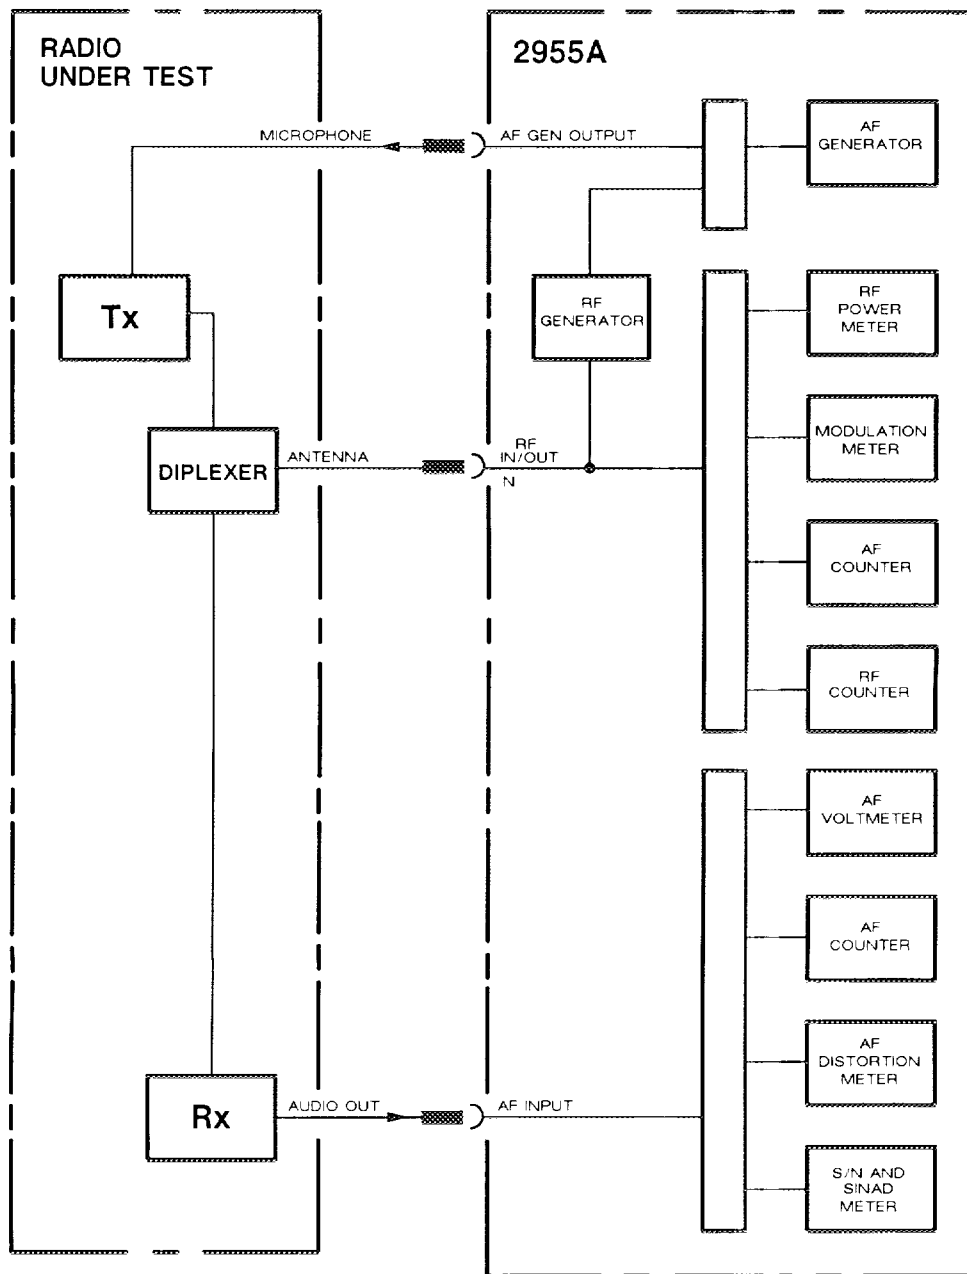 RADIO
UNDER TEST
2955A
MICROPHONE
AF GEN OUTPUT
AF
GENERATOR
Tx
RF
GENERATOR
RF
POWER
METER
DIPLEXER
ANTENNA
RF
IN/OUT
N
MODULATION
METER
AF
COUNTER
RF
COUNTER
AF
VOLTMETER
AF
COUNTER
AF
DISTORTION
METER
Rx
AUDIO OUT
AF INPUT
S/N AND
SINAD
METER